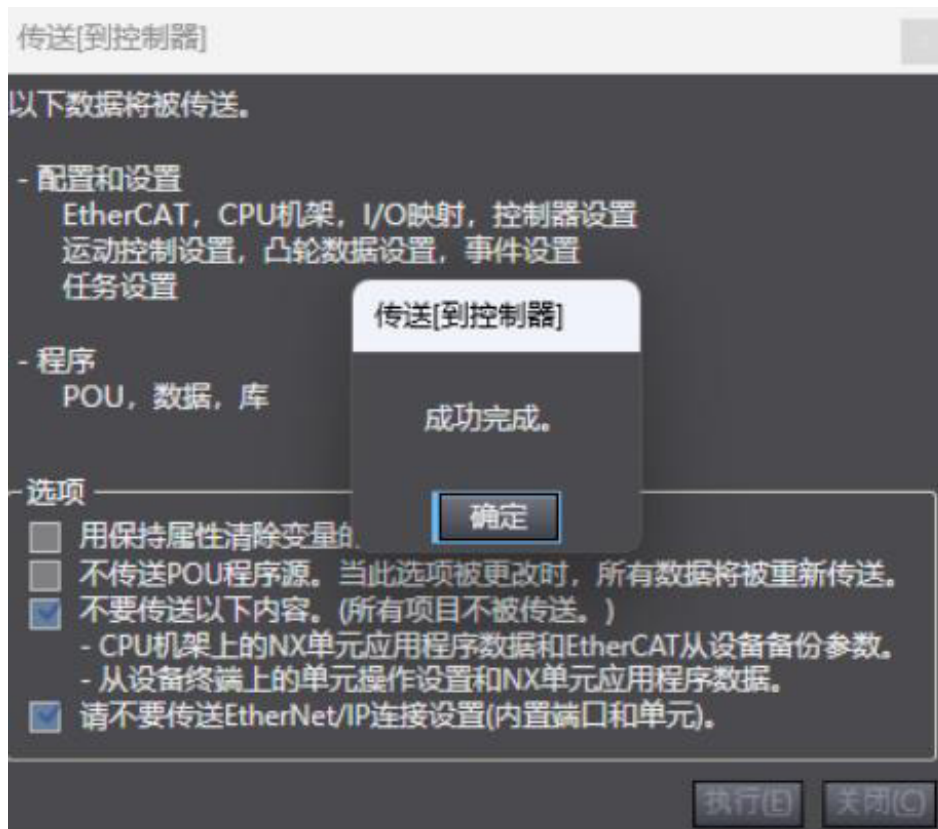 传送[到控制器]
以下数据将被传送。
- 配置和设置
EtherCAT，CPU机架，I/O映射，控制器设置
运动控制设置，凸轮数据设置，事件设置
任务设置
- 程序
POU，数据，库
传送[到控制器]
成功完成。
确定
选项
用保持属性清除变量的
不传送POU程序源。当此选项被更改时，所有数据将被重新传送。
不要传送以下内容。(所有项目不被传送。)
- CPU机架上的NX单元应用程序数据和EtherCAT从设备备份参数。
- 从设备终端上的单元操作设置和NX单元应用程序数据。
请不要传送EtherNet/IP连接设置(内置端口和单元)。
执行(E) 关闭(C)